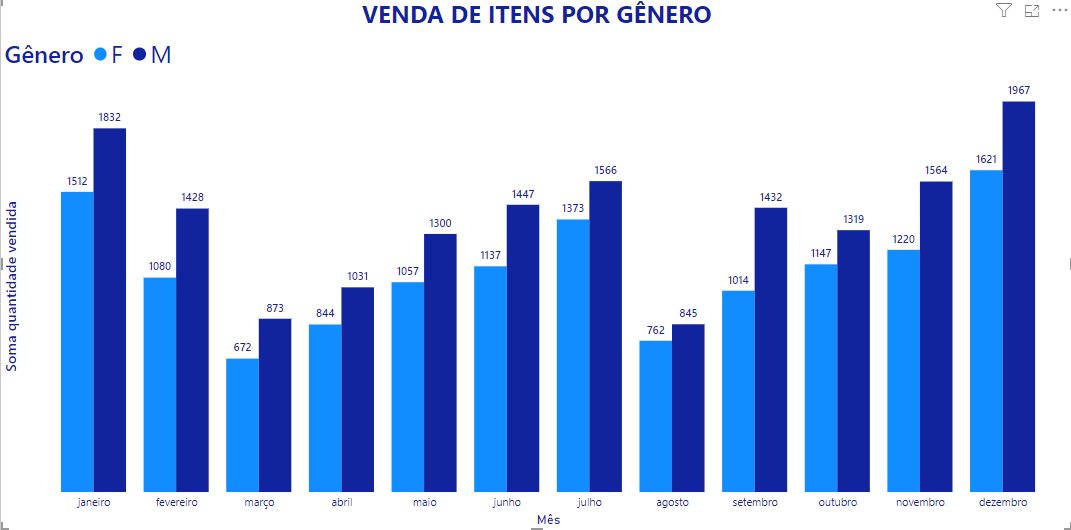 VENDA DE ITENS POR GÊNERO
Gênero F M
Soma quantidade vendida
1512 1832
1080 1428
672 873
844 1031
1057 1300
1137 1447
1373 1566
762 845
1014 1432
1147 1319
1220 1564
1621 1967
janeiro fevereiro março abril maio junho julho agosto setembro outubro novembro dezembro
Mês